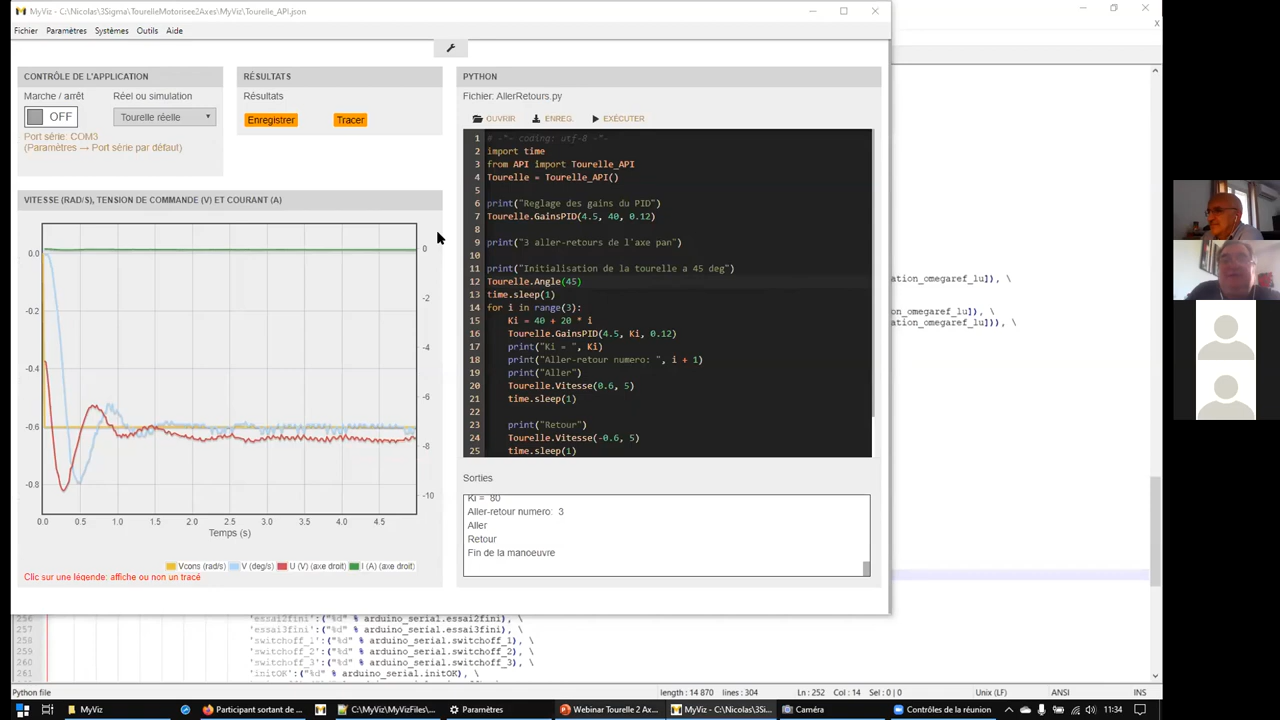 MyViz - C:\Nicolas\3Sigma\TourelleMotorisee2Axes\MyViz\Tourelle_API.json
Fichier Paramètres Systèmes Outils Aide
CONTRÔLE DE L'APPLICATION
Marche / arrêt Réel ou simulation
OFF Tourelle réelle
Port série: COM3
(Paramètres → Port série par défaut)
RÉSULTATS
Résultats
Enregistrer Tracer
VITESSE (RAD/S), TENSION DE COMMANDE (V) ET COURANT (A)
0.0
-0.2
-0.4
-0.6
-0.8
0
-2
-4
-6
-8
-10
0.0 0.5 1.0 1.5 2.0 2.5 3.0 3.5 4.0 4.5
Temps (s)
Vcons (rad/s) V (deg/s) U (V) (axe droit) I (A) (axe droit)
Clic sur une légende: affiche ou non un tracé
PYTHON
Fichier: AllerRetours.py
OUVRIR ENREG. EXÉCUTER
1 # -*- coding: utf-8 -*-
2 import time
3 from API import Tourelle_API
4 Tourelle = Tourelle_API()
5
6 print("Reglage des gains du PID")
7 Tourelle.GainsPID(4.5, 40, 0.12)
8
9 print("3 aller-retours de l'axe pan")
10
11 print("Initialisation de la tourelle a 45 deg")
12 Tourelle.Angle(45)
13 time.sleep(1)
14 for i in range(3):
15 Ki = 40 + 20 * i
16 Tourelle.GainsPID(4.5, Ki, 0.12)
17 print("Ki = ", Ki)
18 print("Aller-retour numero: ", i + 1)
19 print("Aller")
20 Tourelle.Vitesse(0.6, 5)
21 time.sleep(1)
22
23 print("Retour")
24 Tourelle.Vitesse(-0.6, 5)
25 time.sleep(1)
Sorties
Ki = 80
Aller-retour numero: 3
Aller
Retour
Fin de la manoeuvre
ation_omegaref_lu]), \
on_omegaref_lu]), \
ation_omegaref_lu])), \
256 'essai2fini':("%d" % arduino_serial.essai2fini), \
257 'essai3fini':("%d" % arduino_serial.essai3fini), \
258 'switchoff_1':("%d" % arduino_serial.switchoff_1), \
259 'switchoff_2':("%d" % arduino_serial.switchoff_2), \
260 'switchoff_3':("%d" % arduino_serial.switchoff_3), \
261 'initOK':("%d" % arduino_serial.initOK), \
Python file length : 14 870 lines : 304 Ln : 252 Col : 14 Sel : 0 | 0 Unix (LF) ANSI INS
MyViz Participant sortant de ... C:\MyViz\MyVizFiles\... Paramètres Webinar Tourelle 2 Ax... MyViz - C:\Nicolas\3Si... Caméra Contrôles de la réunion 11:34